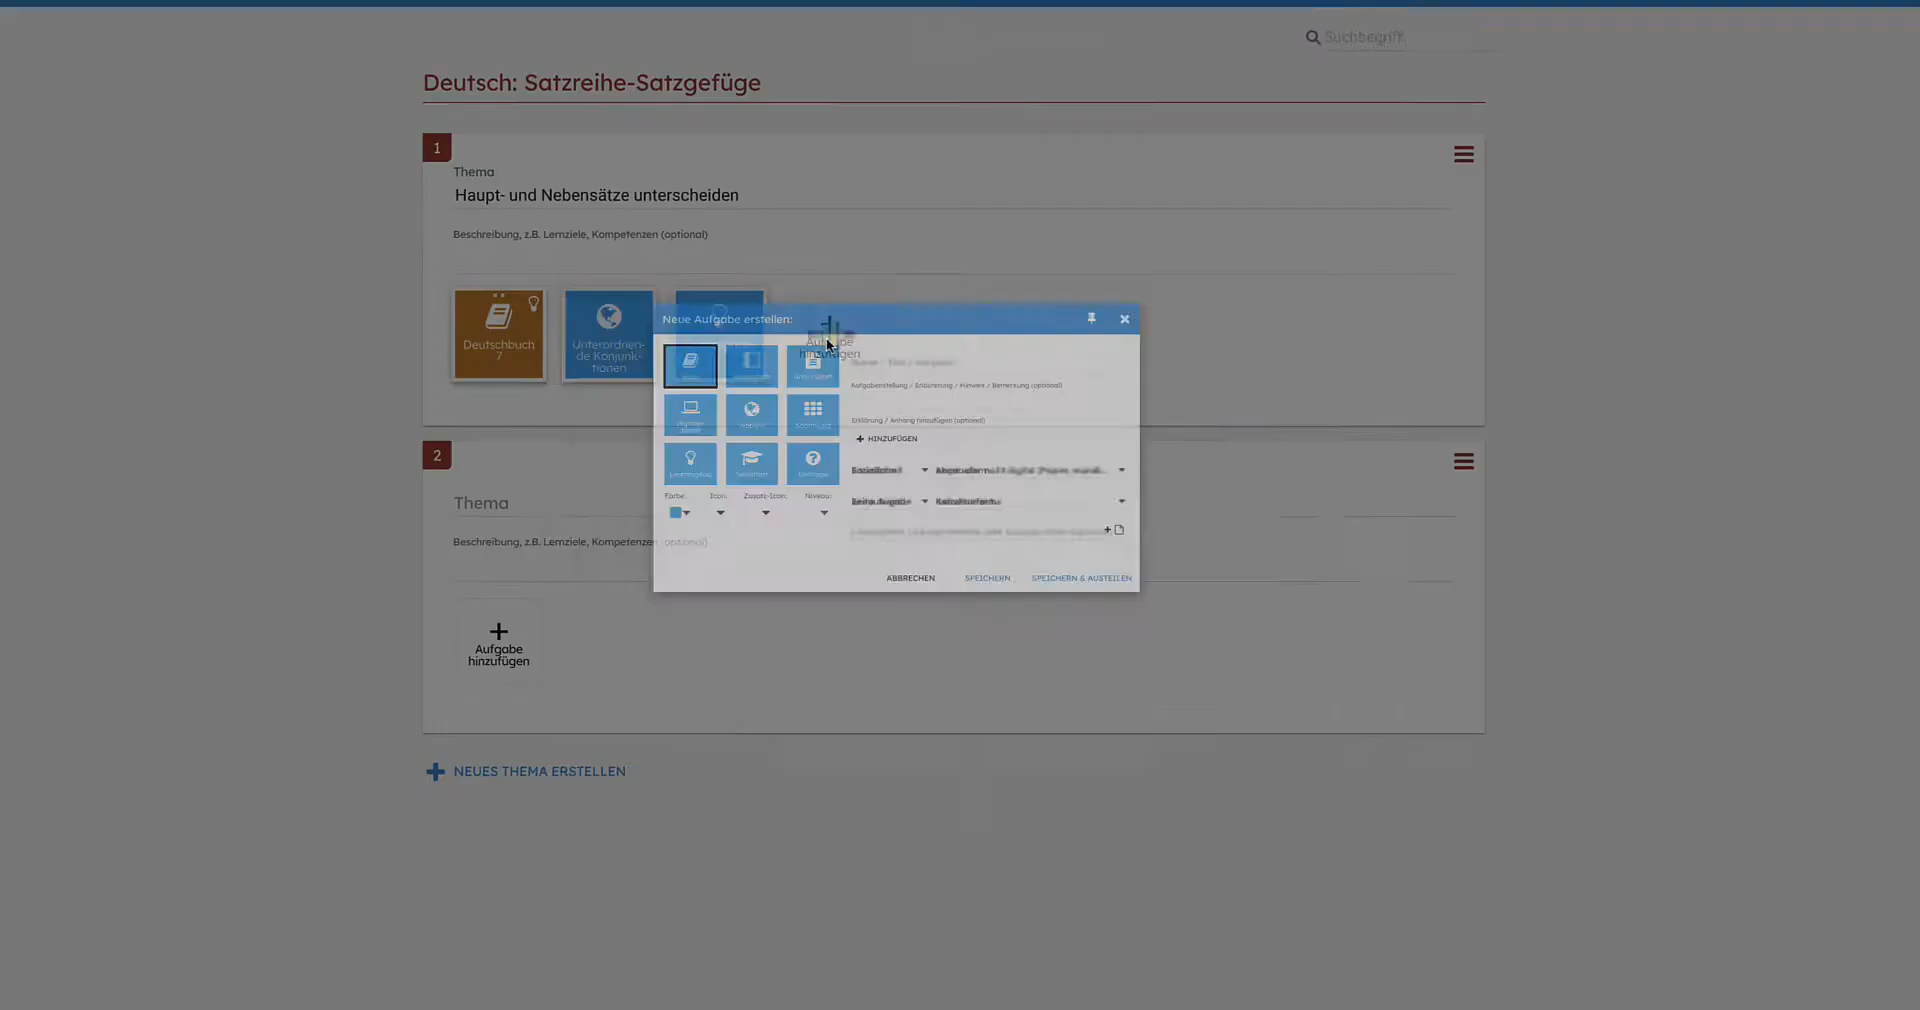 Suchbegriff
Deutsch: Satzreihe-Satzgefüge
1
Thema
Haupt- und Nebensätze unterscheiden
Beschreibung, z.B. Lernziele, Kompetenzen (optional)
Deutschbuch
7
Unterordnen-
de Konjunk-
tionen
Neue Aufgabe erstellen:
Aufgabe
hinzufügen
Aufgabenstellung / Erläuterung / Hinweis / Bemerkung (optional)
Erklärung / Anhang hinzufügen (optional)
HINZUFÜGEN
Farbe:
Icon:
Zusatz-Icon:
Niveau:
ABBRECHEN
SPEICHERN
SPEICHERN & AUSTEILEN
2
Thema
Beschreibung, z.B. Lernziele, Kompetenzen (optional)
Aufgabe
hinzufügen
NEUES THEMA ERSTELLEN